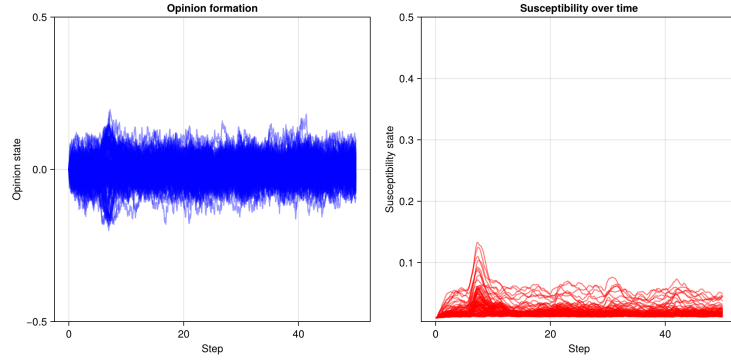 Opinion formation
0.5
0.0
−0.5
0
20
40
Opinion state
Step
Susceptibility over time
0.5
0.4
0.3
0.2
0.1
0
20
40
Susceptibility state
Step